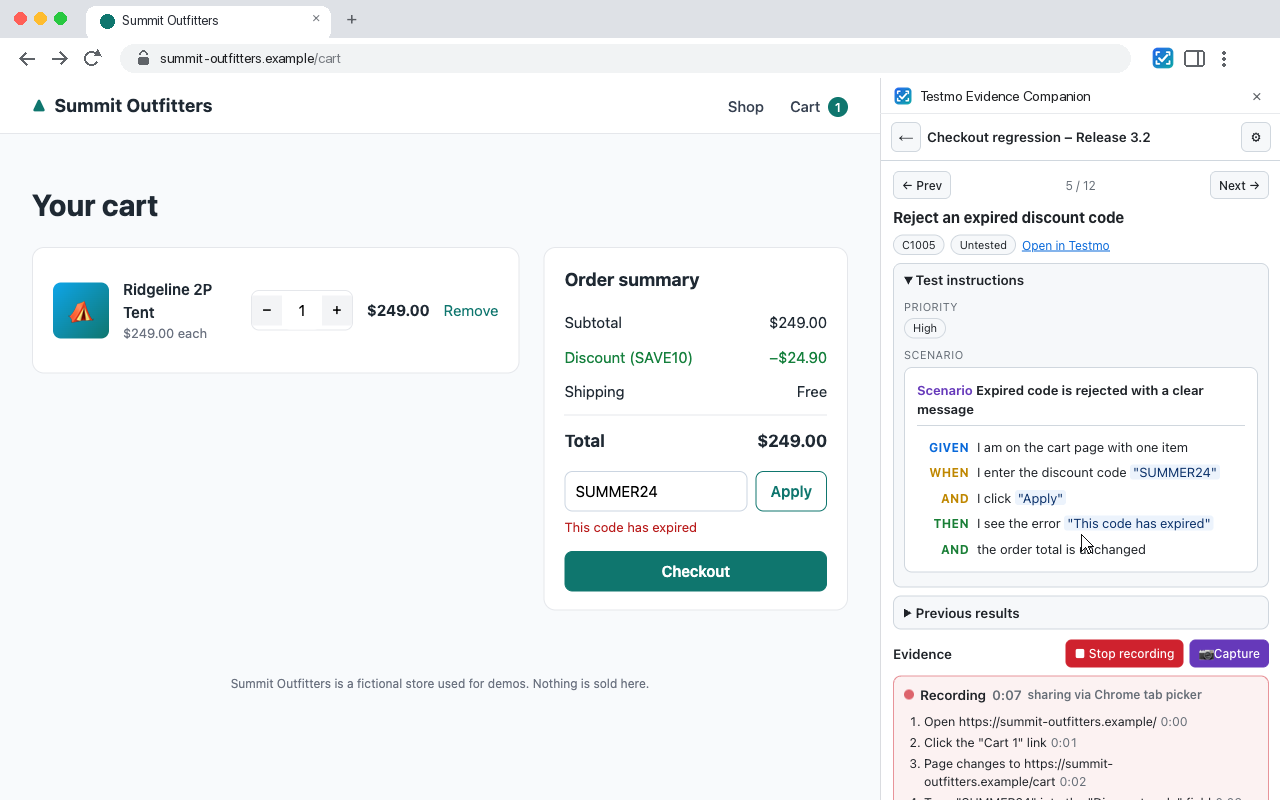 Summit Outfitters
summit-outfitters.example/cart
Summit Outfitters
Shop
Cart 1
Your cart
Ridgeline 2P
Tent
$249.00 each
− 1 +
$249.00
Remove
Order summary
Subtotal $249.00
Discount (SAVE10) −$24.90
Shipping Free
Total $249.00
SUMMER24
Apply
This code has expired
Checkout
Summit Outfitters is a fictional store used for demos. Nothing is sold here.
Testmo Evidence Companion
Checkout regression – Release 3.2
← Prev
5 / 12
Next →
Reject an expired discount code
C1005 Untested Open in Testmo
Test instructions
PRIORITY
High
SCENARIO
Scenario Expired code is rejected with a clear
message
GIVEN I am on the cart page with one item
WHEN I enter the discount code "SUMMER24"
AND I click "Apply"
THEN I see the error "This code has expired"
AND the order total is unchanged
Previous results
Evidence
Stop recording
Capture
Recording 0:07 sharing via Chrome tab picker
1. Open https://summit-outfitters.example/ 0:00
2. Click the "Cart 1" link 0:01
3. Page changes to https://summit-
outfitters.example/cart 0:02